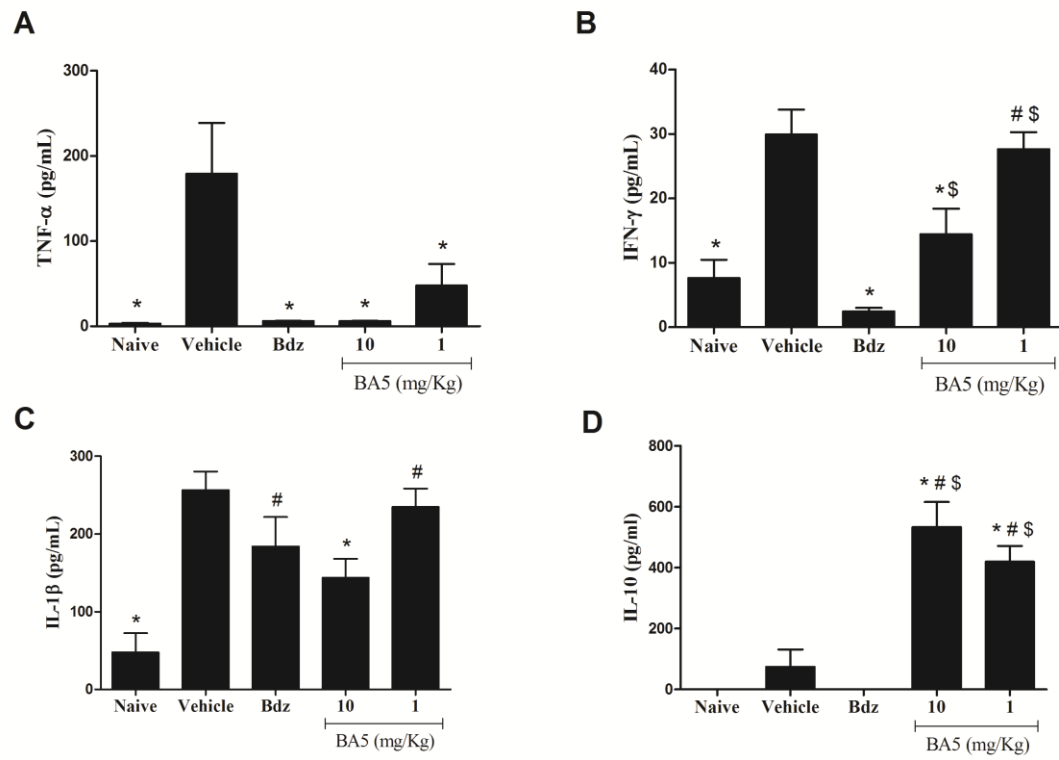 A
TNF-α (pg/mL)
300
200
100
0
*
*
*
*
Naive Vehicle Bdz 10 1
BA5 (mg/Kg)
B
IFN-γ (pg/mL)
40
30
20
10
0
*
*
* $
# $
Naive Vehicle Bdz 10 1
BA5 (mg/Kg)
C
IL-1β (pg/mL)
300
200
100
0
*
#
*
#
Naive Vehicle Bdz 10 1
BA5 (mg/Kg)
D
IL-10 (pg/ml)
800
600
400
200
0
* # $
* # $
Naive Vehicle Bdz 10 1
BA5 (mg/Kg)